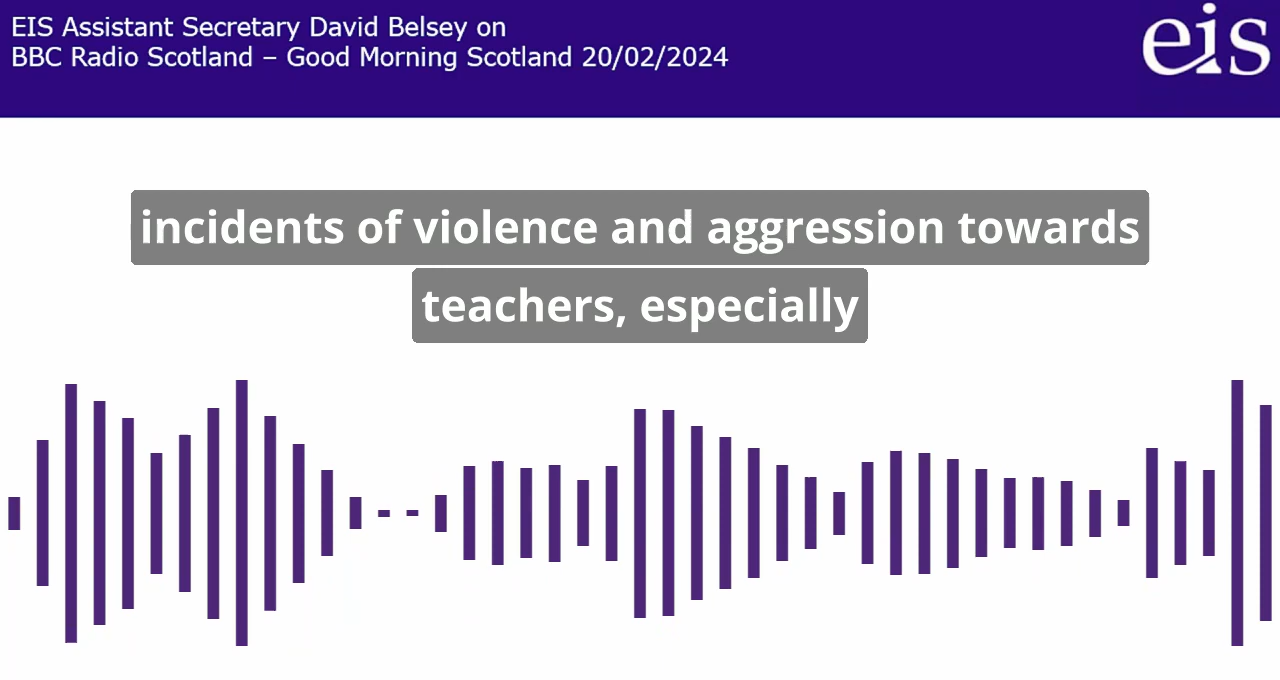 EIS Assistant Secretary David Belsey on
BBC Radio Scotland – Good Morning Scotland 20/02/2024
eis
incidents of violence and aggression towards
teachers, especially